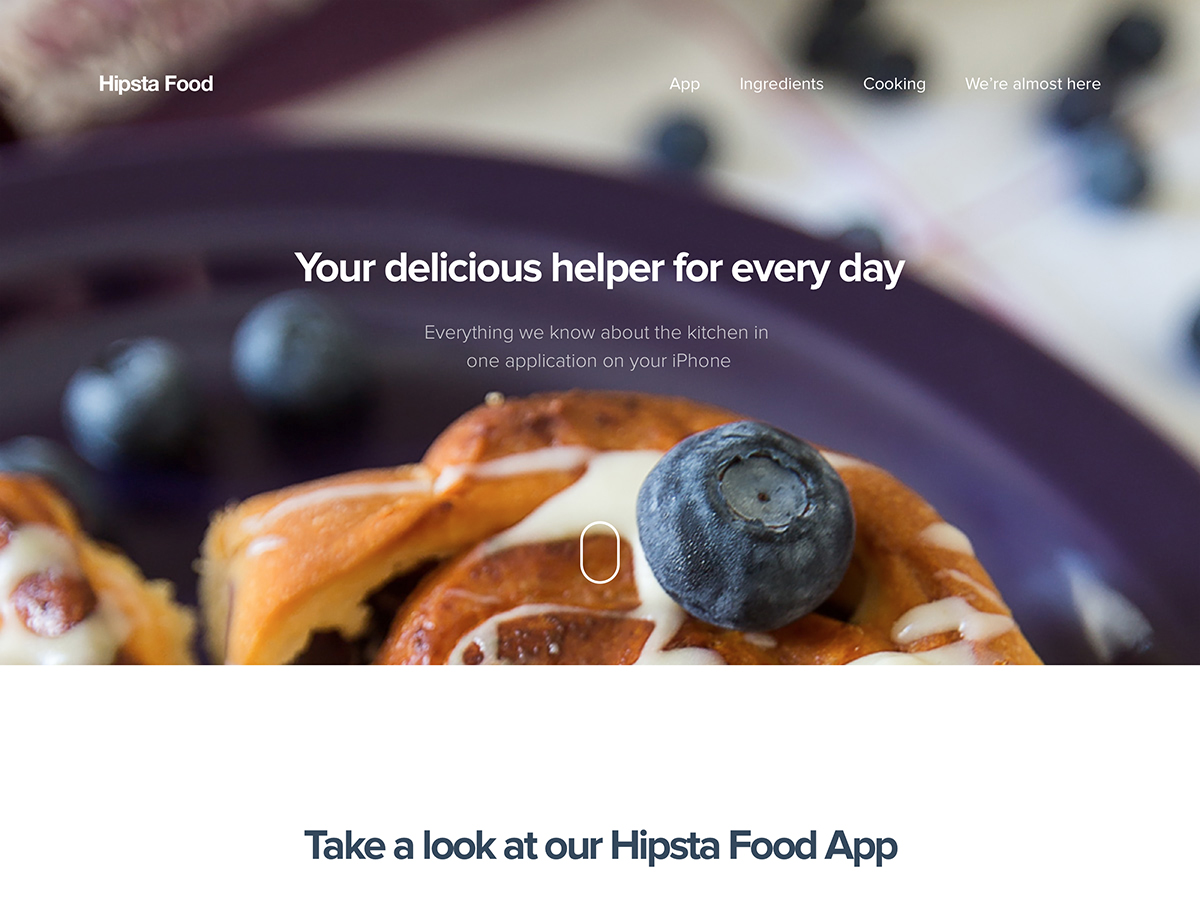 Hipsta Food
App
Ingredients
Cooking
We're almost here
Your delicious helper for every day
Everything we know about the kitchen in
one application on your iPhone
Take a look at our Hipsta Food App